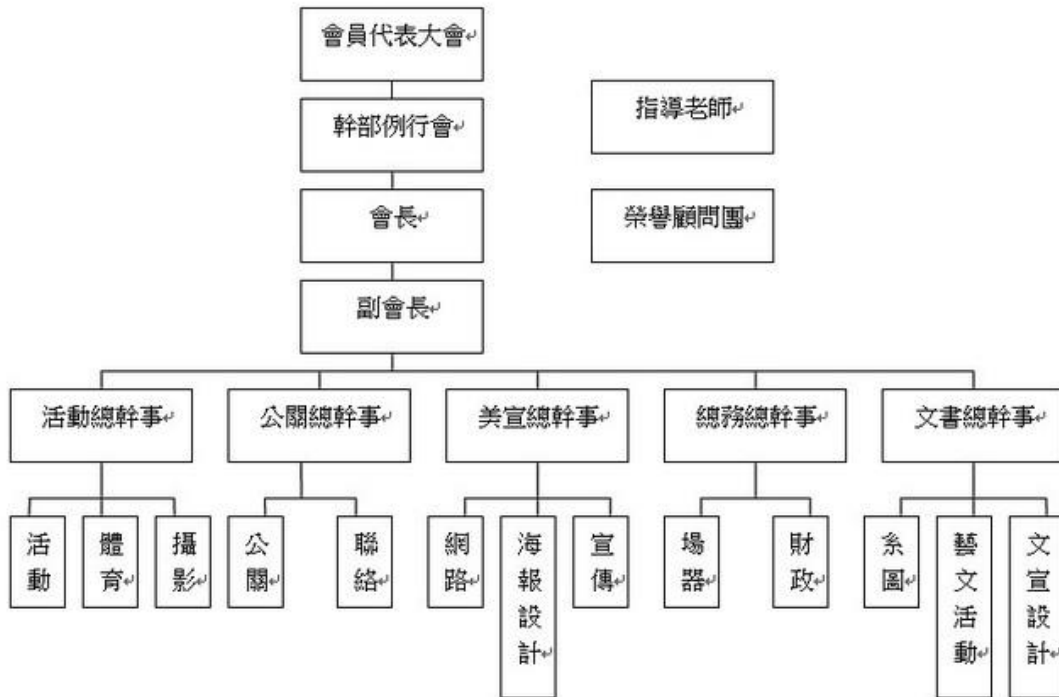 會員代表大會
指導老師
幹部例行會
會長
榮譽顧問團
副會長
活動總幹事
公關總幹事
美宣總幹事
總務總幹事
文書總幹事
活動
體育
攝影
公關
聯絡
網路
海報設計
宣傳
場器
財政
系圖
藝文活動
文宣設計